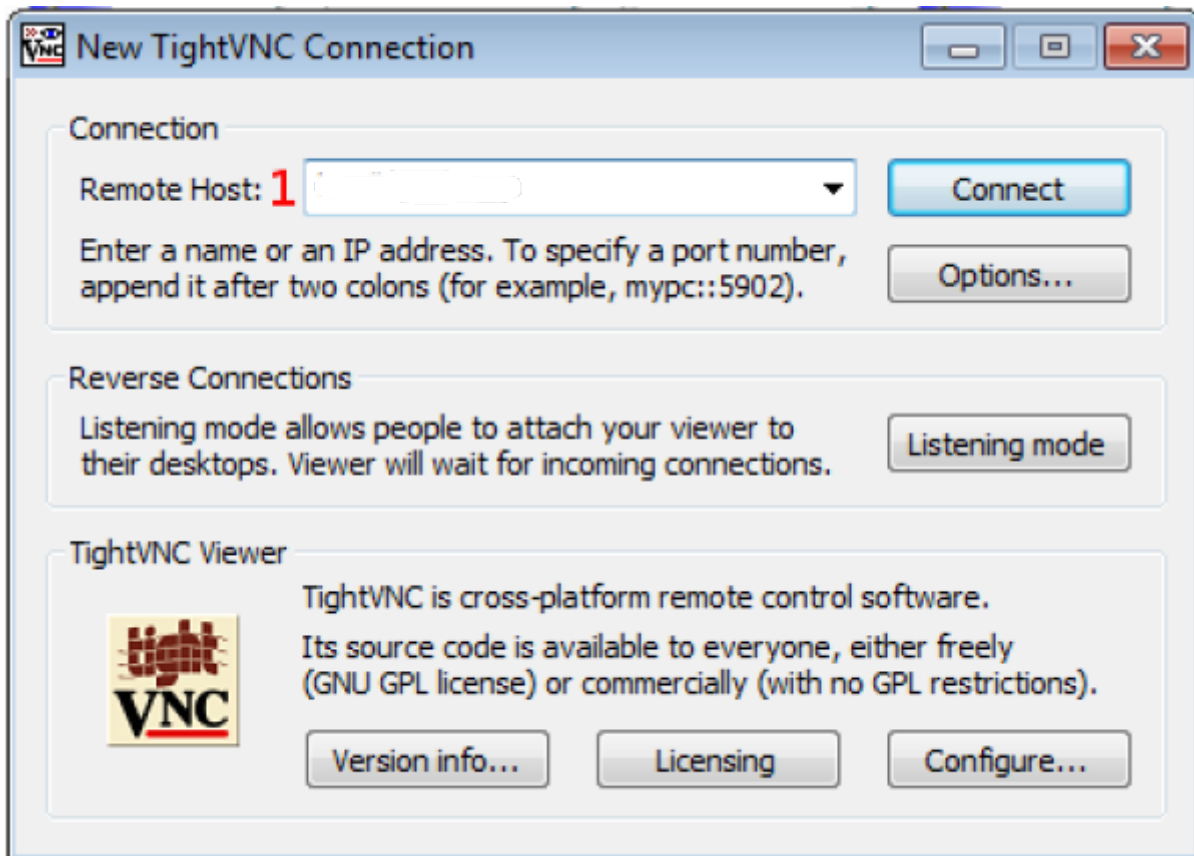 New TightVNC Connection
Connection
Remote Host: 1
Connect
Enter a name or an IP address. To specify a port number,
append it after two colons (for example, mypc::5902).
Options...
Reverse Connections
Listening mode allows people to attach your viewer to
their desktops. Viewer will wait for incoming connections.
Listening mode
TightVNC Viewer
TightVNC is cross-platform remote control software.
Its source code is available to everyone, either freely
(GNU GPL license) or commercially (with no GPL restrictions).
tight
VNC
Version info...
Licensing
Configure...